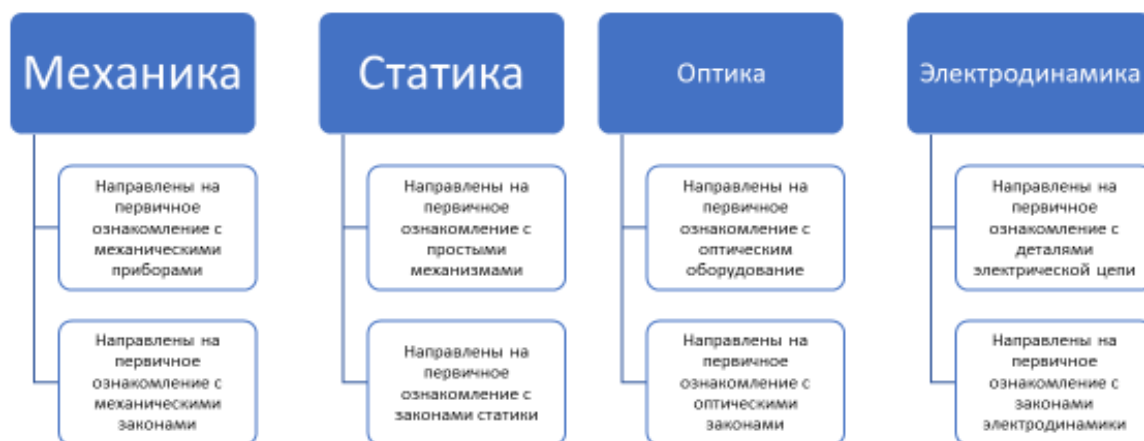 Механика
Направлены на
первичное
ознакомление с
механическими
приборами
Направлены на
первичное
ознакомление с
механическими
законами
Статика
Направлены на
первичное
ознакомление с
простыми
механизмами
Направлены на
первичное
ознакомление с
законами статики
Оптика
Направлены на
первичное
ознакомление с
оптическим
оборудование
Направлены на
первичное
ознакомление с
оптическими
законами
Электродинамика
Направлены на
первичное
ознакомление с
деталями
электрической цепи
Направлены на
первичное
ознакомление с
законами
электродинамики